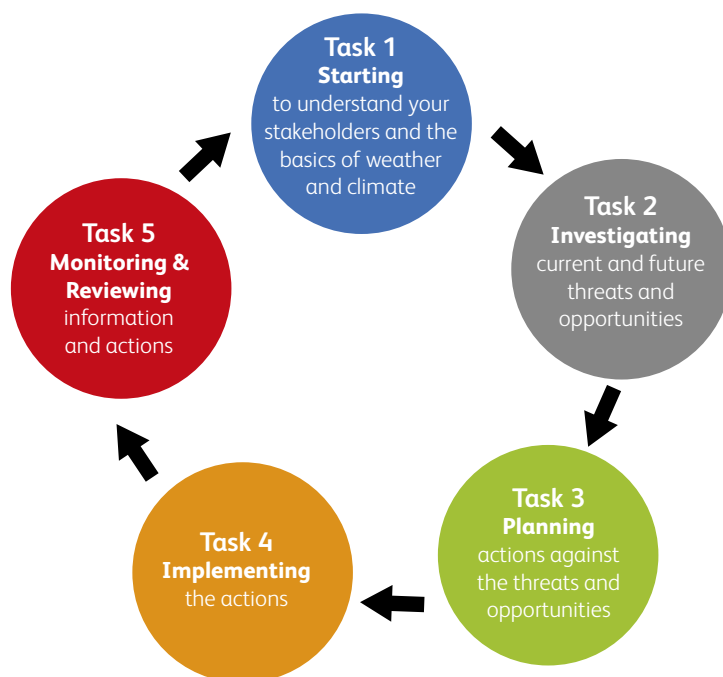 Task 1
Starting
to understand your
stakeholders and the
basics of weather
and climate
Task 2
Investigating
current and future
threats and
opportunities
Task 3
Planning
actions against
the threats and
opportunities
Task 4
Implementing
the actions
Task 5
Monitoring &
Reviewing
information
and actions